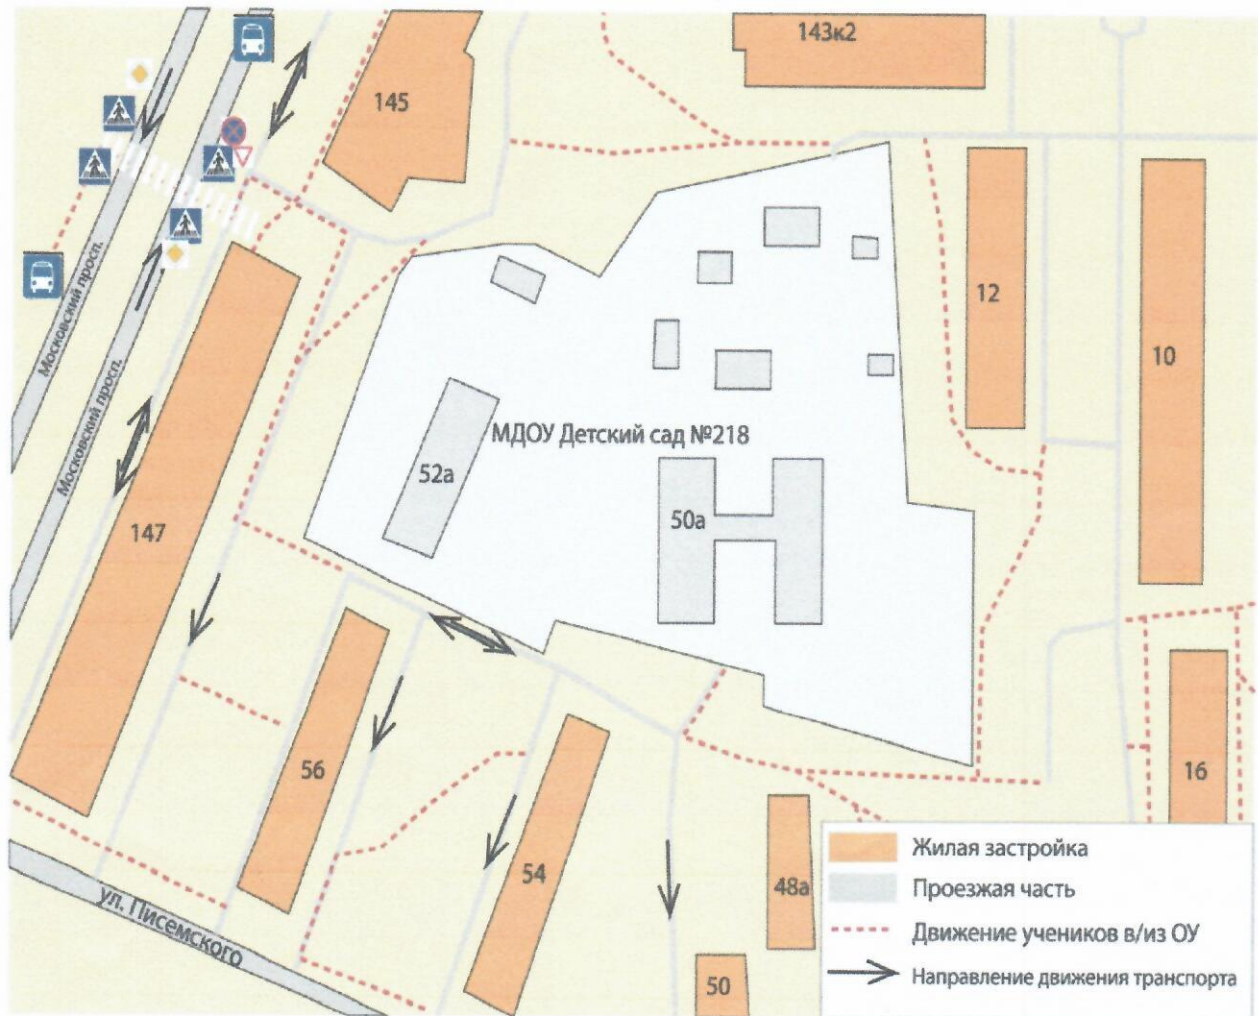 143к2
145
Московский просп.
Московский просп.
12
10
МДОУ Детский сад №218
52а
50а
147
56
54
16
48а
50
ул. Писемского
Жилая застройка
Проезжая часть
Движение учеников в/из ОУ
Направление движения транспорта